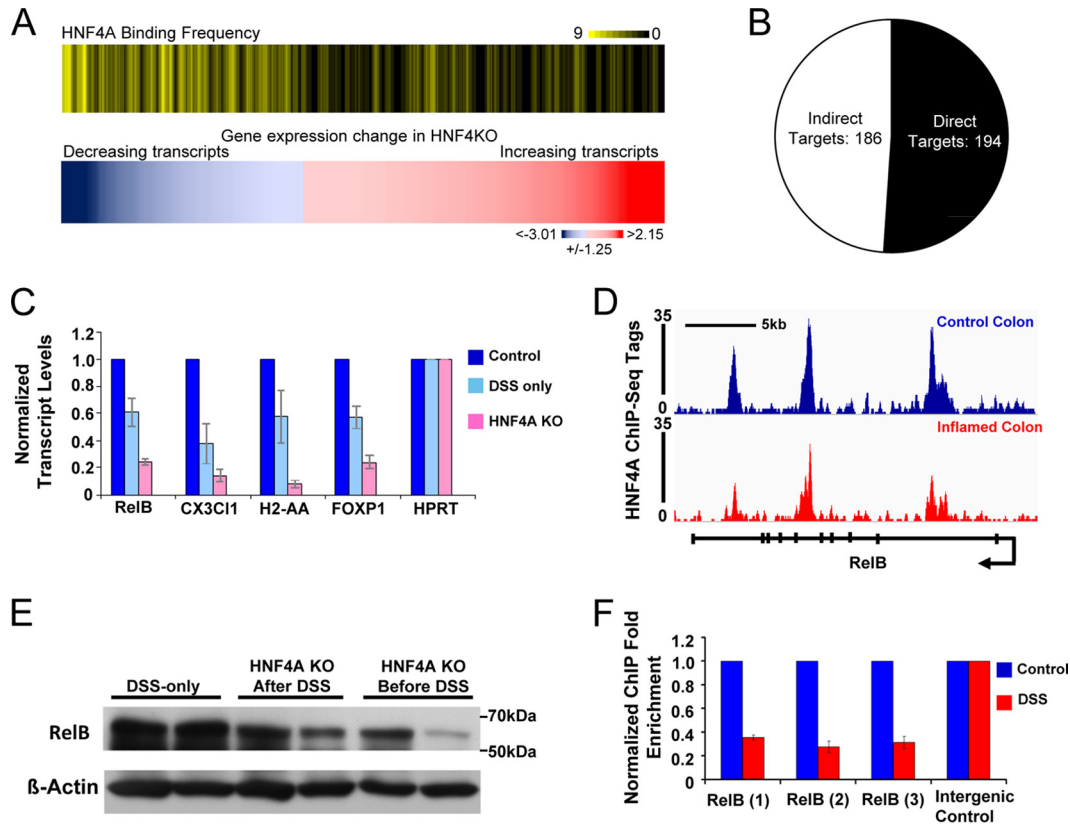 A
HNF4A Binding Frequency
9 0
Gene expression change in HNF4KO
Decreasing transcripts Increasing transcripts
<-3.01 >2.15
+/-1.25
B
Indirect
Targets: 186
Direct
Targets: 194
C
Normalized
Transcript Levels
1.2
1.0
0.8
0.6
0.4
0.2
0
RelB CX3Cl1 H2-AA FOXP1 HPRT
Control
DSS only
HNF4A KO
D
HNF4A ChIP-Seq Tags
35
0
35
0
5kb
Control Colon
Inflamed Colon
RelB
E
DSS-only
HNF4A KO
After DSS
HNF4A KO
Before DSS
RelB
70kDa
50kDa
ß-Actin
F
Normalized ChIP Fold
Enrichment
1.2
1.0
0.8
0.4
0.6
0.4
0.2
0
RelB (1) RelB (2) RelB (3) Intergenic
Control
Control
DSS